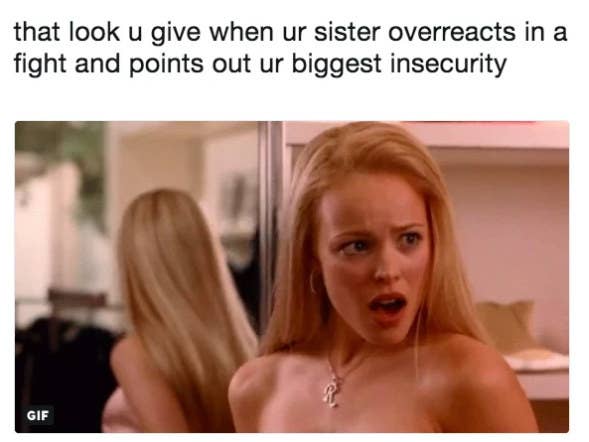 that look u give when ur sister overreacts in a
fight and points out ur biggest insecurity
R
GIF